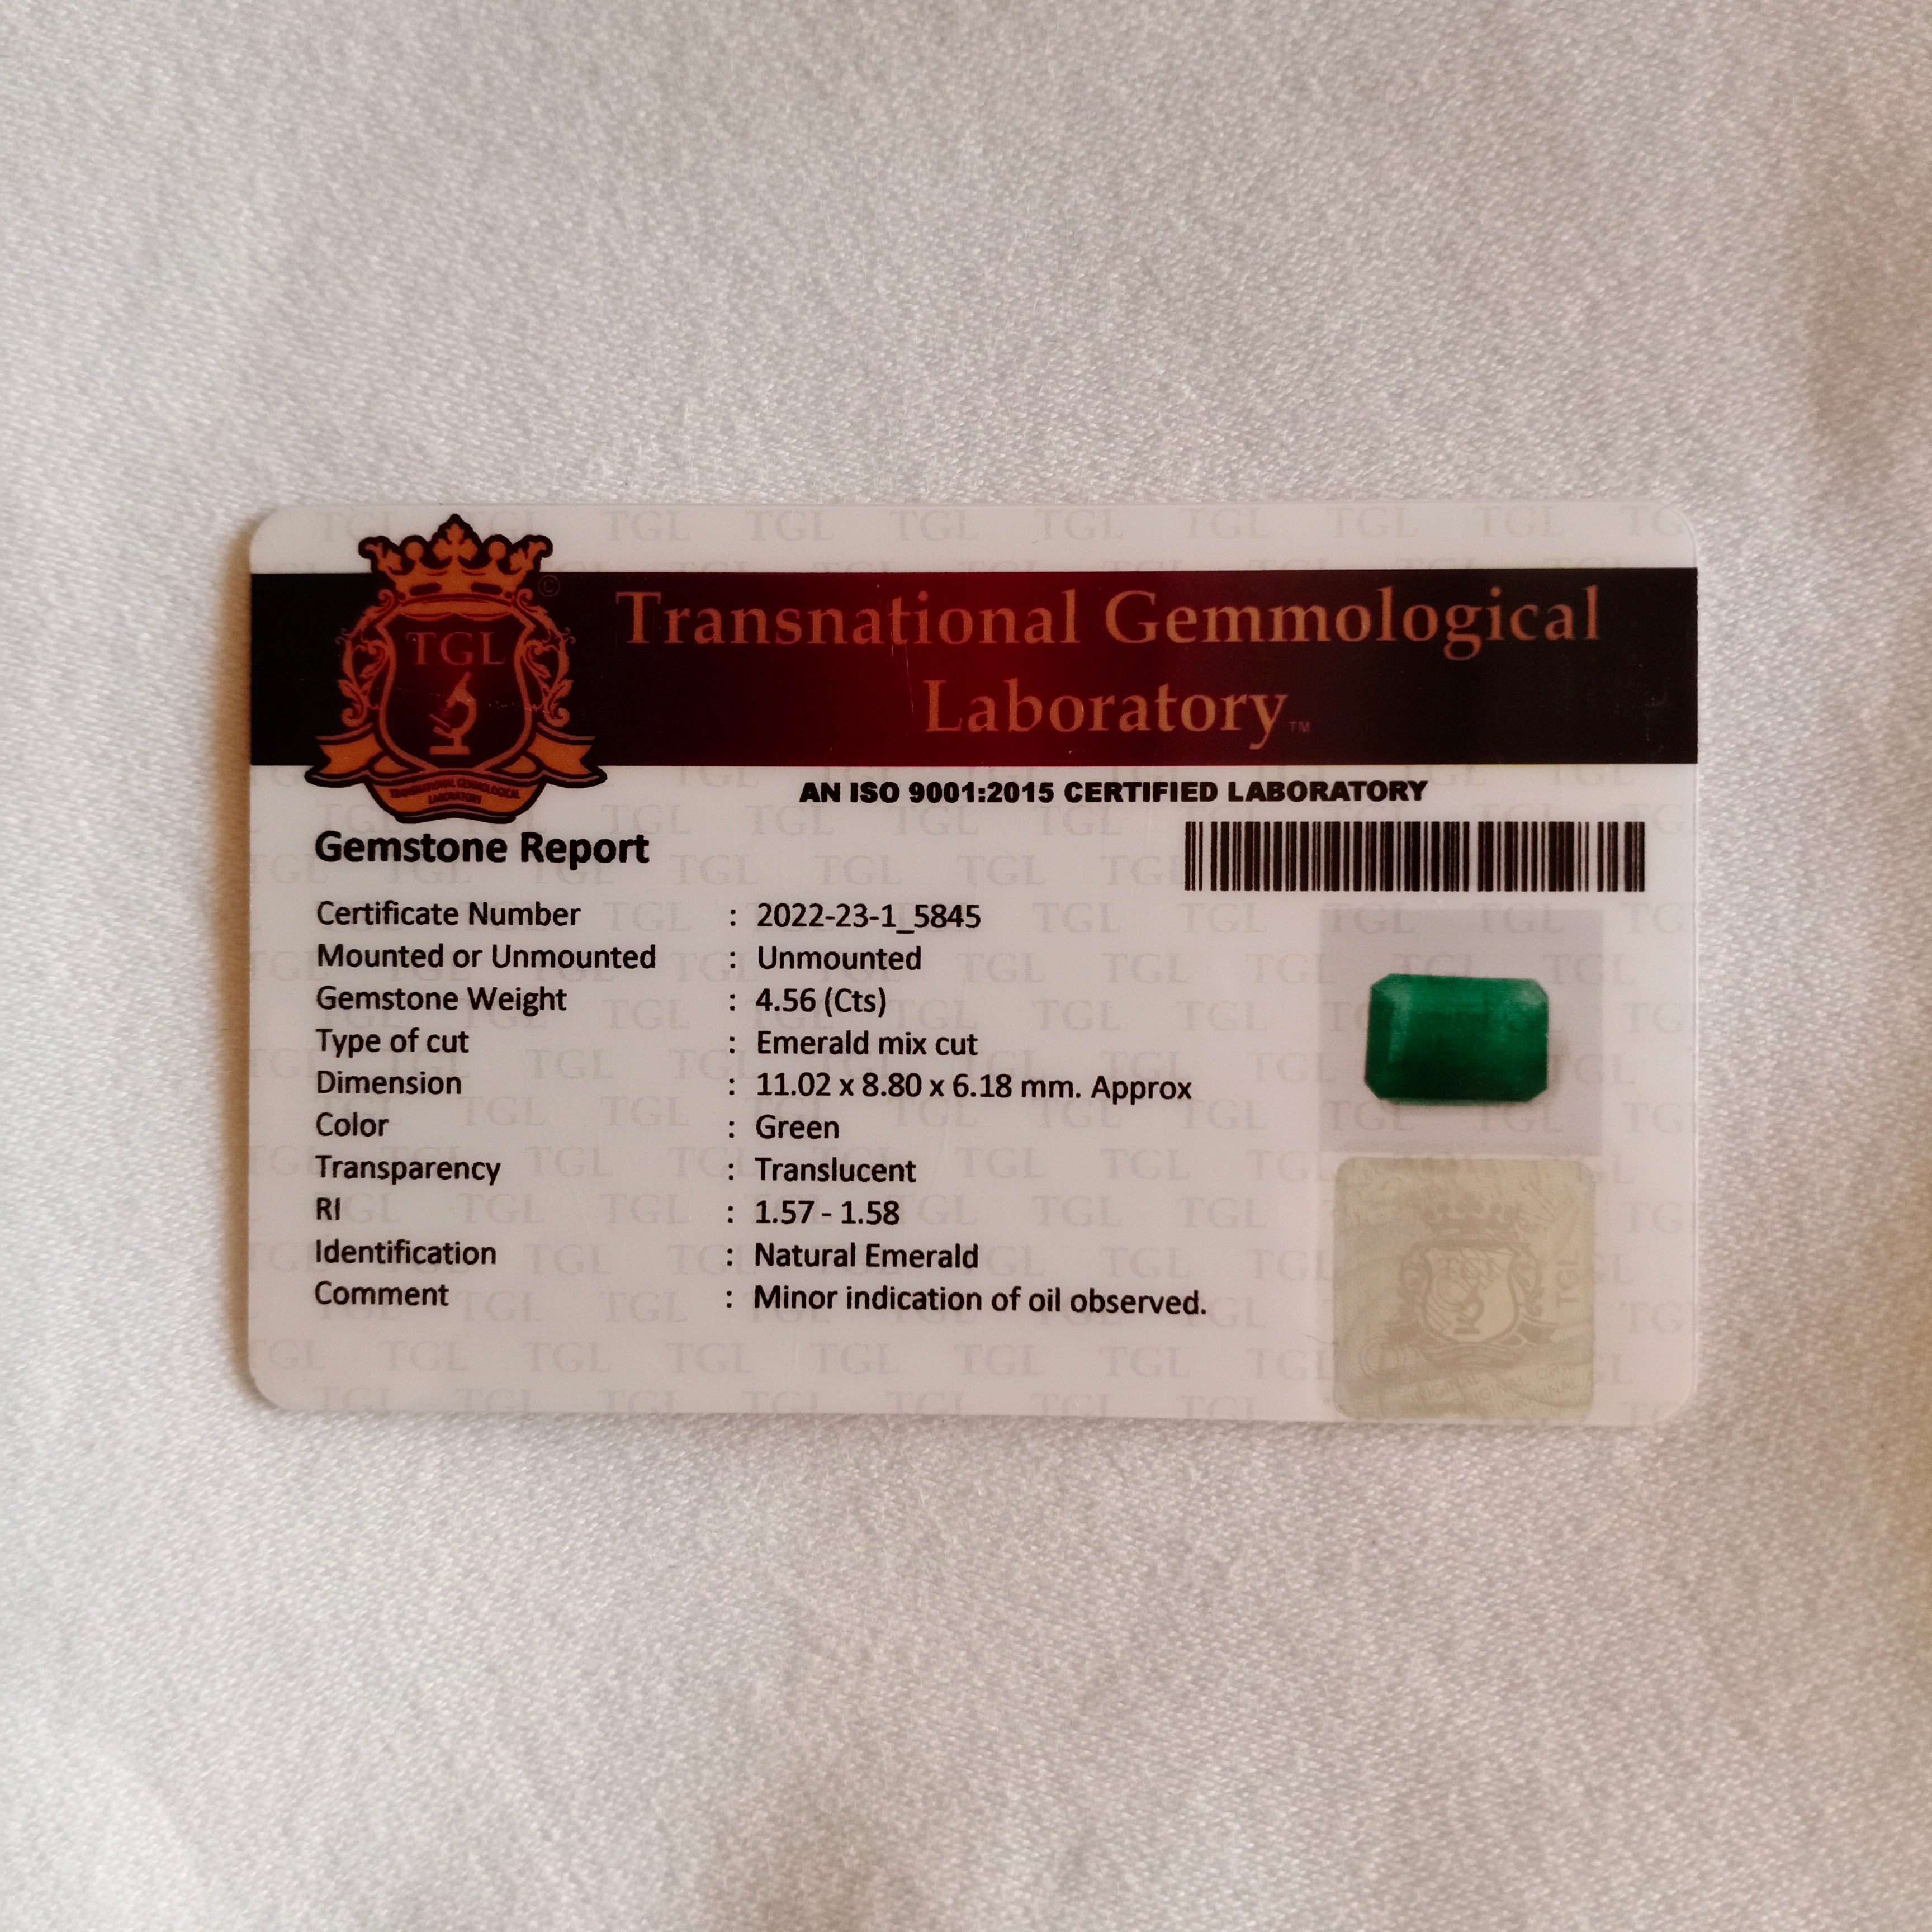 TGL
©
TRANSNATIONAL GEMMOLOGICAL
LABORATORY
Transnational Gemmological
Laboratory™
AN ISO 9001:2015 CERTIFIED LABORATORY
Gemstone Report
Certificate Number : 2022-23-1_5845
Mounted or Unmounted : Unmounted
Gemstone Weight : 4.56 (Cts)
Type of cut : Emerald mix cut
Dimension : 11.02 x 8.80 x 6.18 mm. Approx
Color : Green
Transparency : Translucent
RI : 1.57 - 1.58
Identification : Natural Emerald
Comment : Minor indication of oil observed.